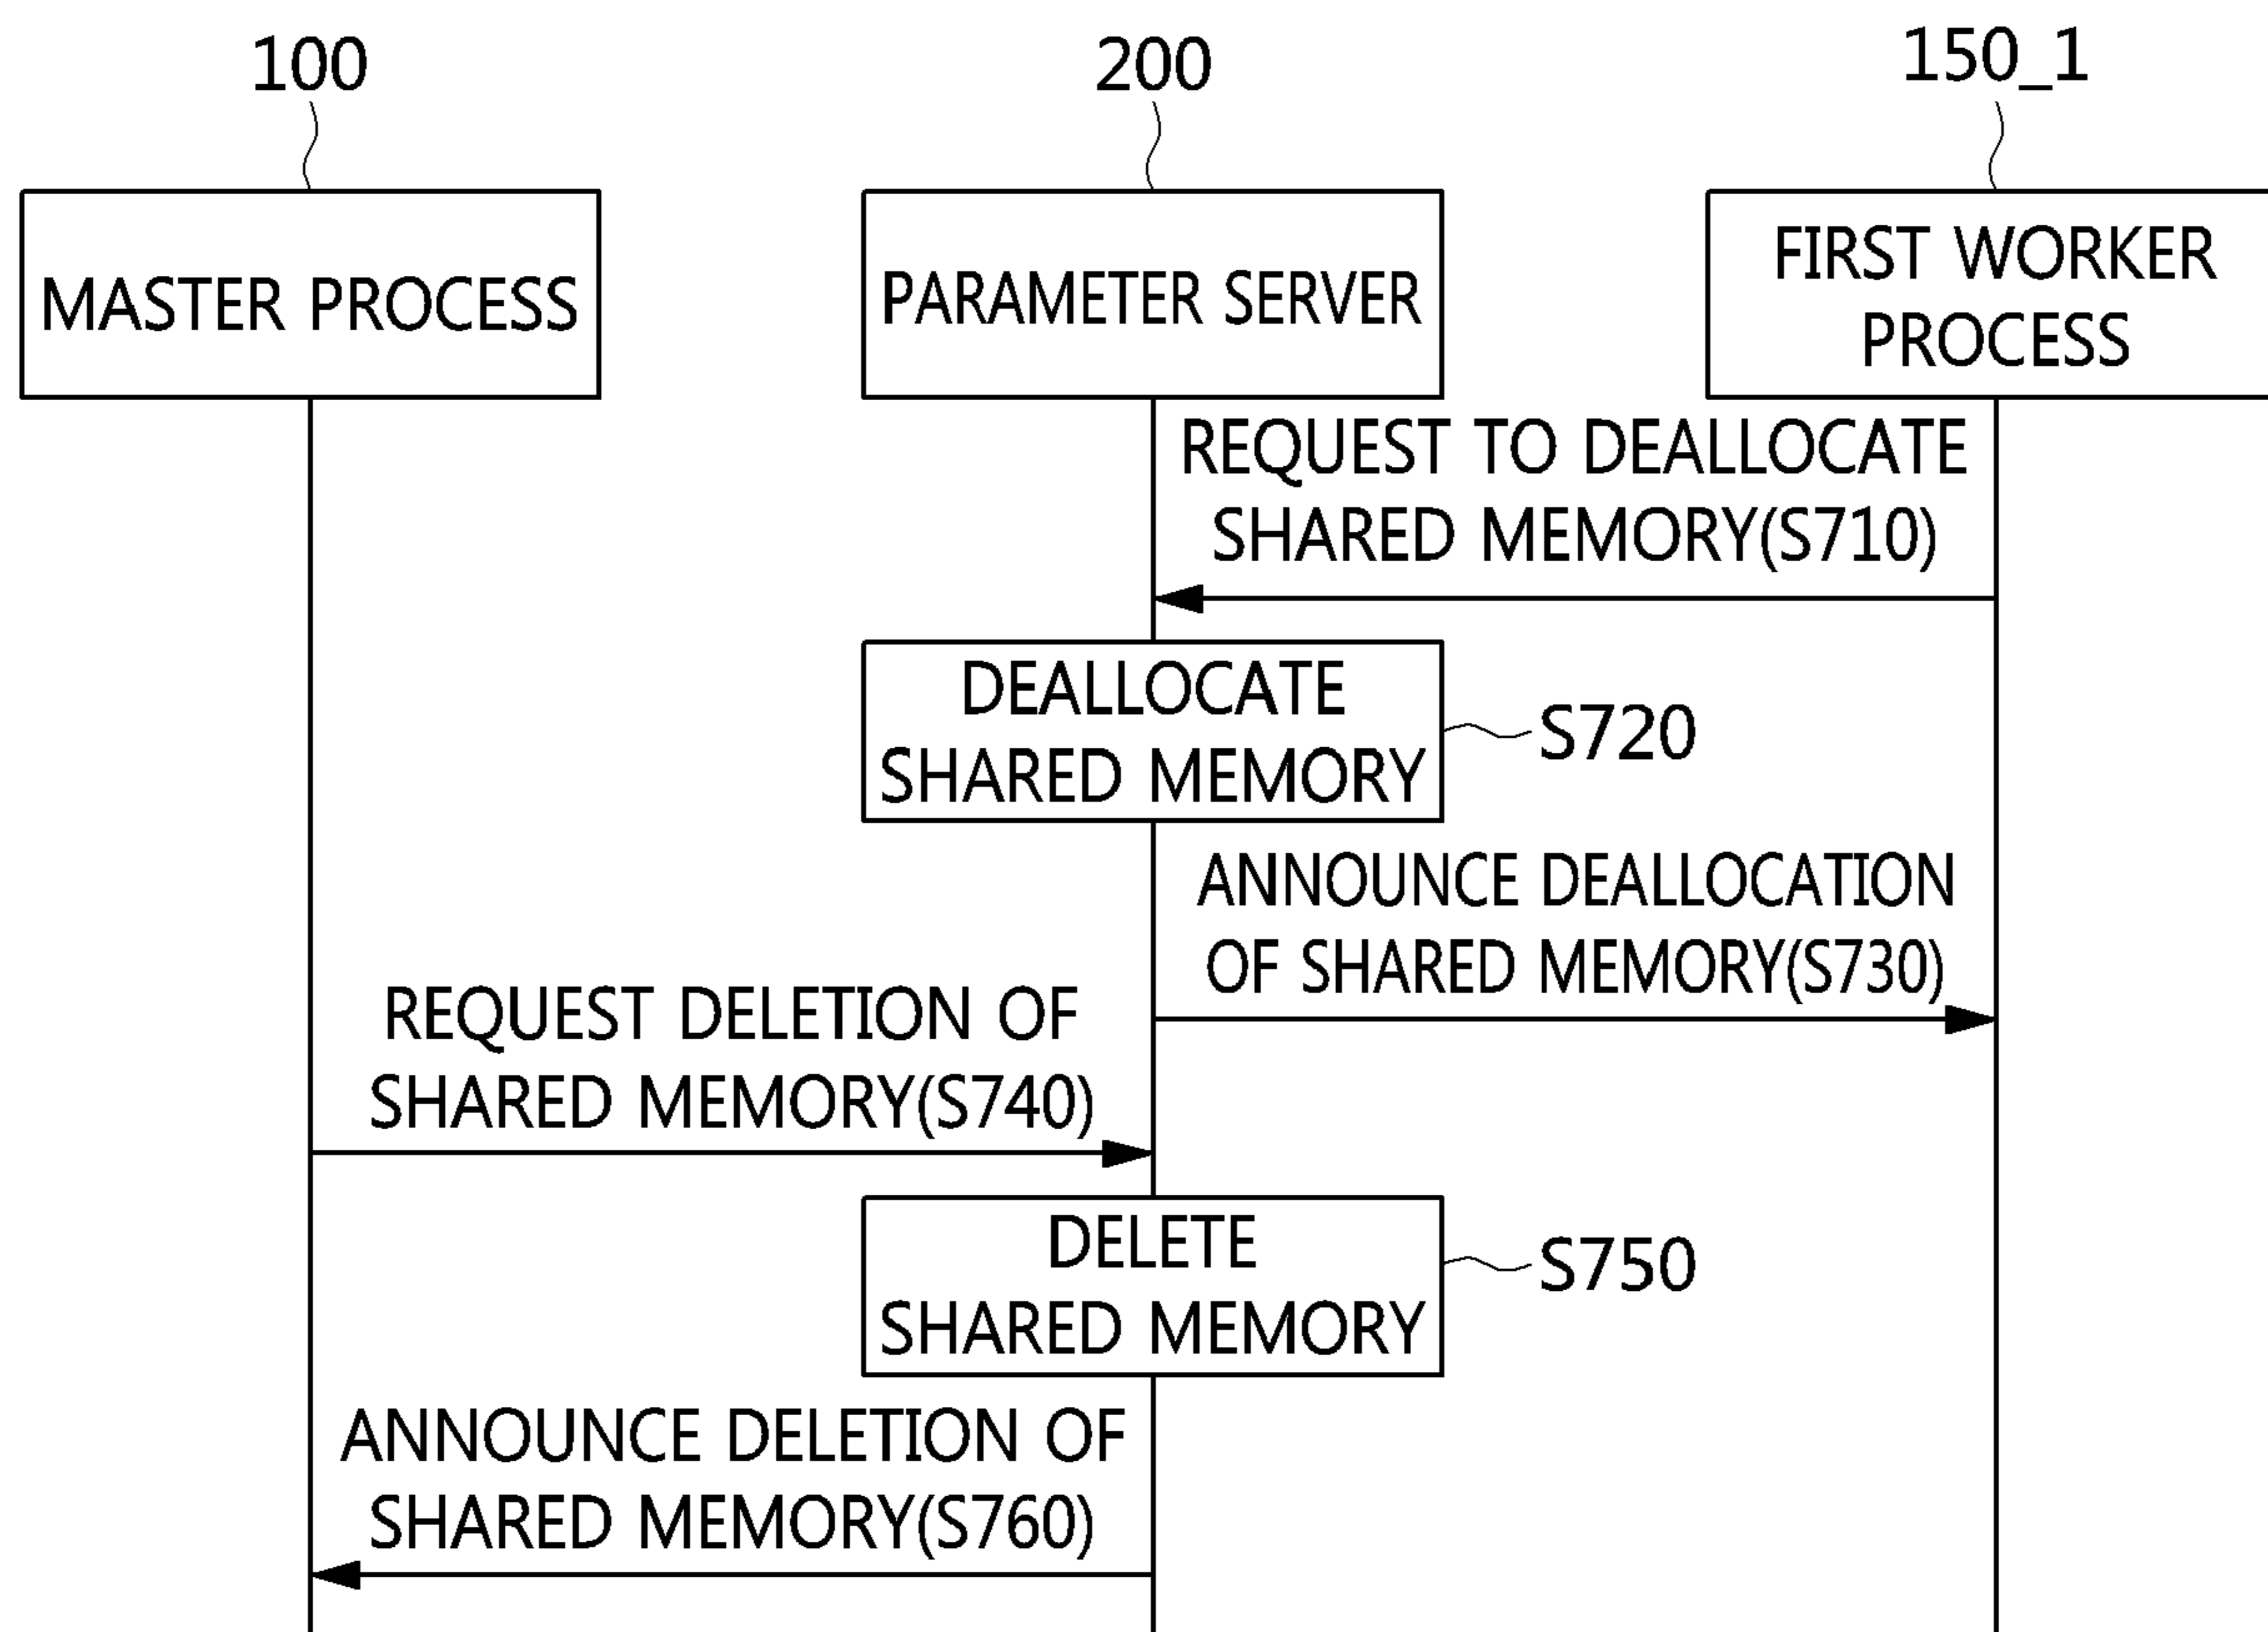 100
200
150_1
MASTER PROCESS
PARAMETER SERVER
FIRST WORKER
PROCESS
REQUEST TO DEALLOCATE
SHARED MEMORY(S710)
DEALLOCATE
SHARED MEMORY
S720
ANNOUNCE DEALLOCATION
OF SHARED MEMORY(S730)
REQUEST DELETION OF
SHARED MEMORY(S740)
DELETE
SHARED MEMORY
S750
ANNOUNCE DELETION OF
SHARED MEMORY(S760)